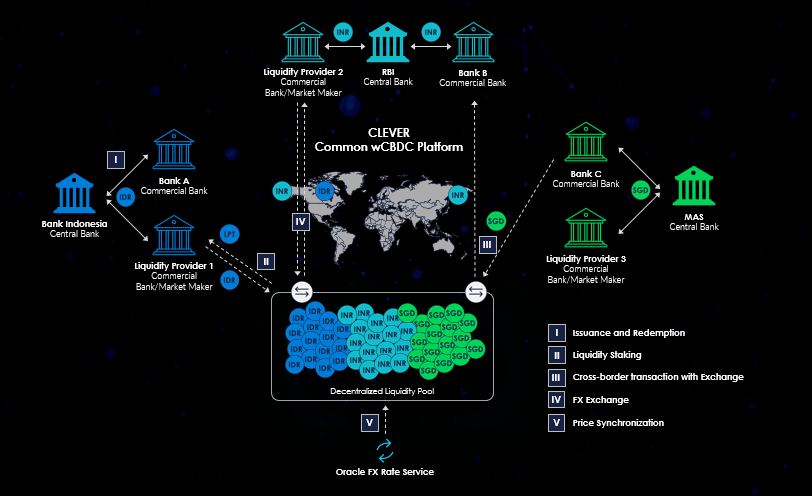 INR
INR
Liquidity Provider 2
Commercial
Bank/Market Maker
RBI
Central Bank
Bank B
Commercial Bank
CLEVER
Common wCBDC Platform
I
Bank A
Commercial Bank
IDR
Bank Indonesia
Central Bank
Liquidity Provider 1
Commercial
Bank/Market Maker
LPT
IDR
II
INR
IDR
IV
INR
SGD
III
Bank C
Commercial Bank
SGD
MAS
Central Bank
Liquidity Provider 3
Commercial
Bank/Market Maker
IDR IDR IDR INR INR INR INR SGD SGD SGD SGD
IDR IDR IDR IDR INR INR INR INR SGD SGD SGD SGD
IDR IDR IDR IDR INR INR INR SGD SGD SGD SGD
IDR IDR IDR INR INR INR INR SGD SGD SGD
Decentralized Liquidity Pool
V
Oracle FX Rate Service
I Issuance and Redemption
II Liquidity Staking
III Cross-border transaction with Exchange
IV FX Exchange
V Price Synchronization